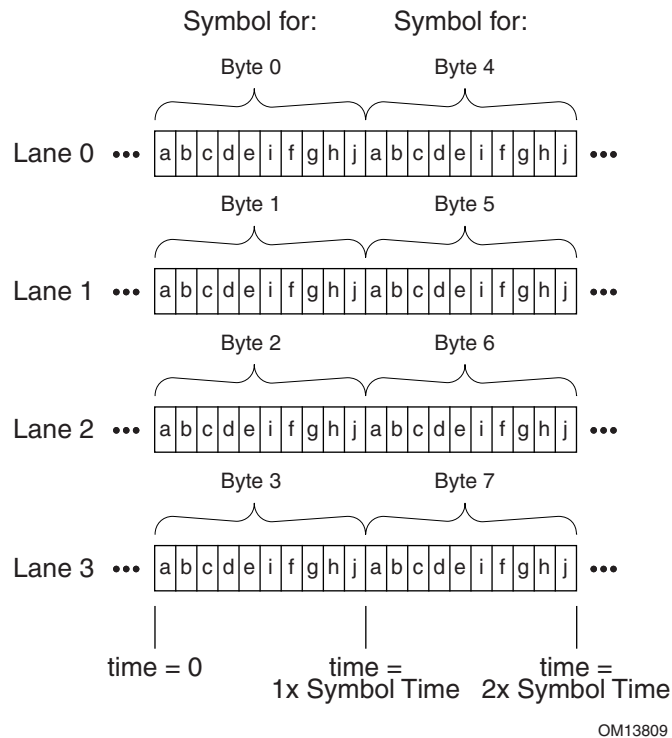 Symbol for: Symbol for:
Byte 0 Byte 4
Lane 0 ••• a b c d e i f g h j a b c d e i f g h j •••
Byte 1 Byte 5
Lane 1 ••• a b c d e i f g h j a b c d e i f g h j •••
Byte 2 Byte 6
Lane 2 ••• a b c d e i f g h j a b c d e i f g h j •••
Byte 3 Byte 7
Lane 3 ••• a b c d e i f g h j a b c d e i f g h j •••
time = 0 time = time =
1x Symbol Time 2x Symbol Time
OM13809